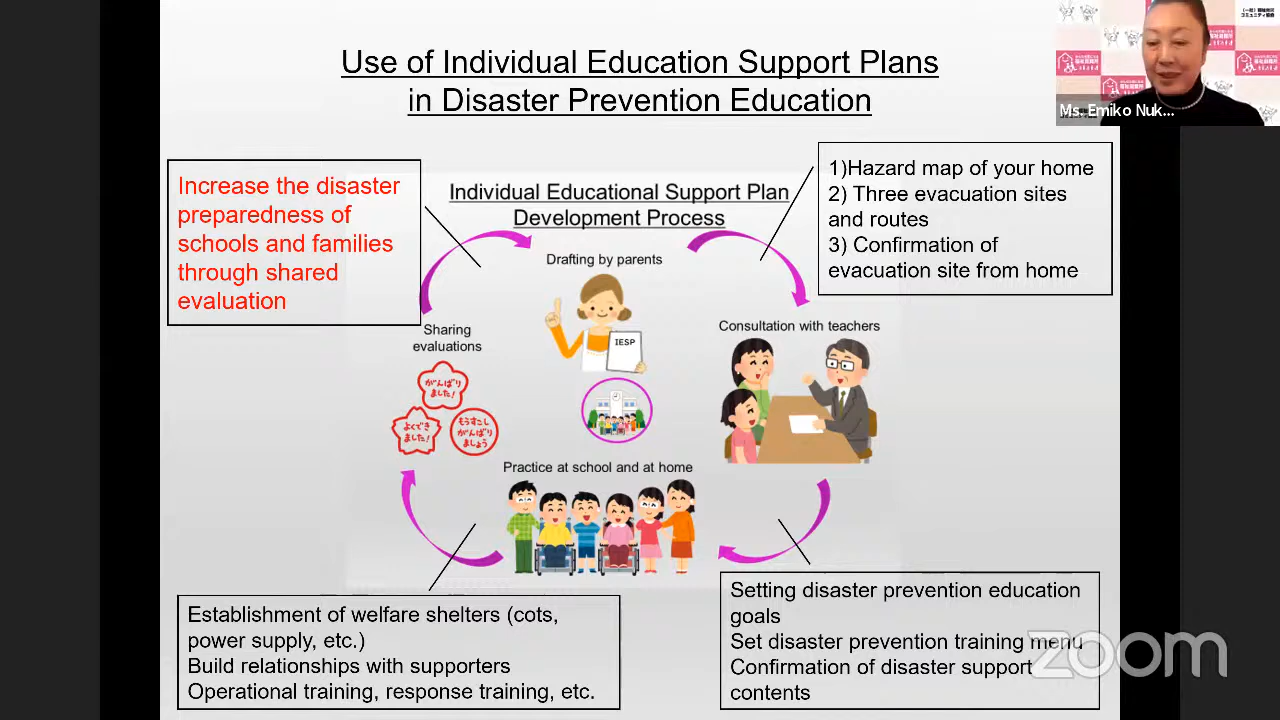 Use of Individual Education Support Plans
in Disaster Prevention Education
Ms. Emiko Nuk...
Increase the disaster
preparedness of
schools and families
through shared
evaluation
Individual Educational Support Plan
Development Process
1)Hazard map of your home
2) Three evacuation sites
and routes
3) Confirmation of
evacuation site from home
Drafting by parents
IESP
Sharing
evaluations
Consultation with teachers
がんばり
ました!
よくでき
ました!
もうすこし
がんばり
ましょう
Practice at school and at home
Establishment of welfare shelters (cots,
power supply, etc.)
Build relationships with supporters
Operational training, response training, etc.
Setting disaster prevention education
goals
Set disaster prevention training menu
Confirmation of disaster support
contents
zoom